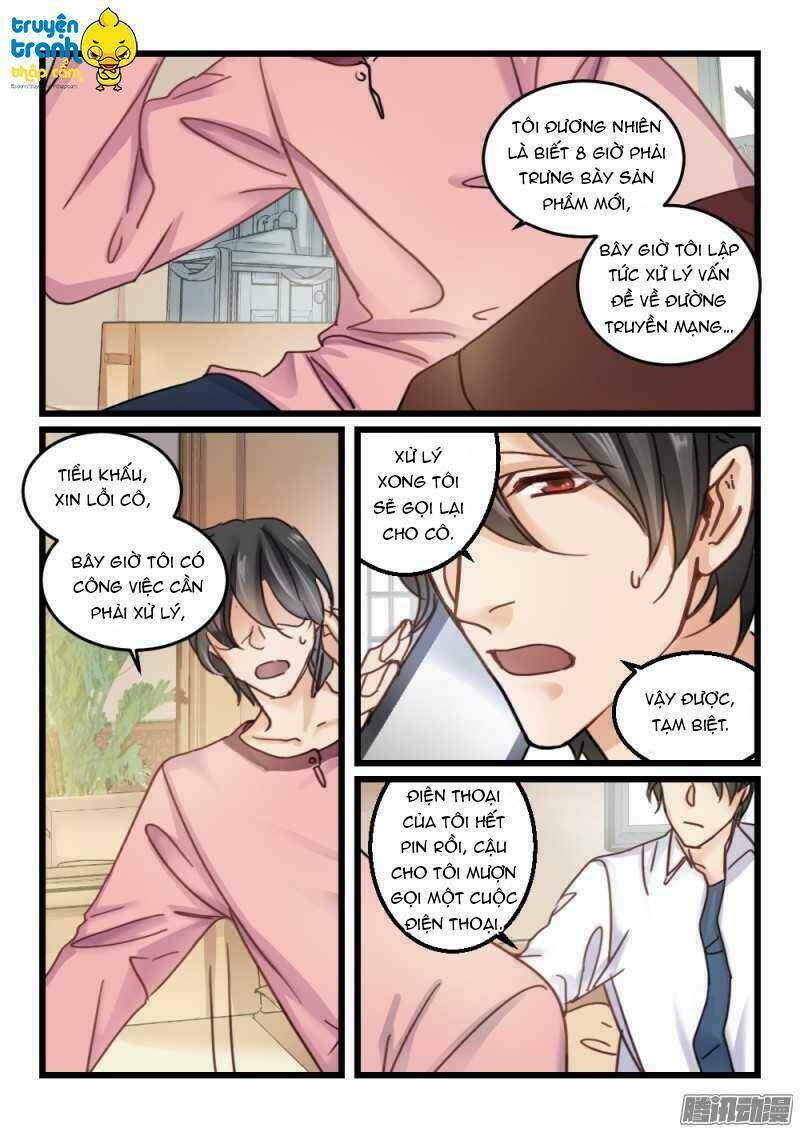 truyện
tranh
thập cẩm
TÔI ĐƯƠNG NHIÊN
LÀ BIẾT 8 GIỜ PHẢI
TRƯNG BÀY SẢN
PHẨM MỚI,
BÂY GIỜ TÔI LẬP
TỨC XỬ LÝ VẤN
ĐỀ VỀ ĐƯỜNG
TRUYỀN MẠNG...
TIỂU KHẤU,
XIN LỖI CÔ,
BÂY GIỜ TÔI CÓ
CÔNG VIỆC CẦN
PHẢI XỬ LÝ,
XỬ LÝ
XONG TÔI
SẼ GỌI LẠI
CHO CÔ.
VẬY ĐƯỢC,
TẠM BIỆT.
ĐIỆN THOẠI
CỦA TÔI HẾT
PIN RỒI, CẬU
CHO TÔI MƯỢN
GỌI MỘT CUỘC
ĐIỆN THOẠI.
腾讯动漫